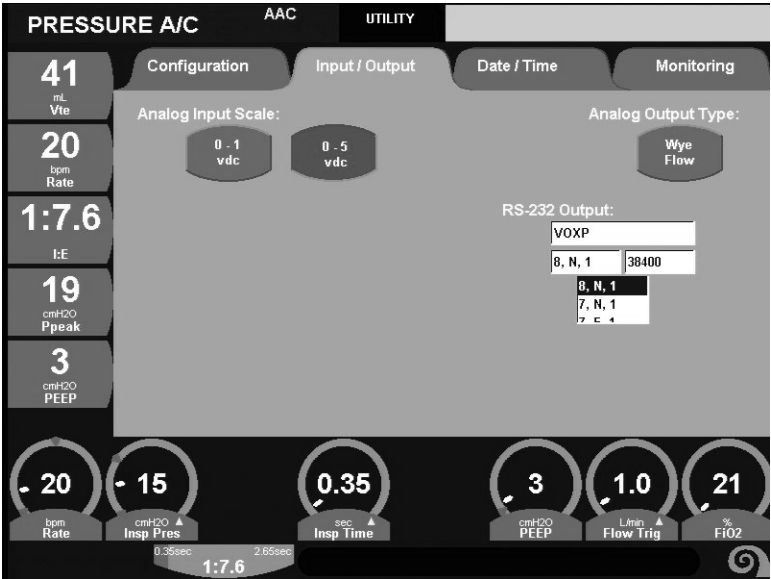 PRESSURE A/C
AAC
UTILITY
Configuration
Input / Output
Date / Time
Monitoring
41
mL
Vte
20
bpm
Rate
1:7.6
I:E
19
cmH2O
Ppeak
3
cmH2O
PEEP
Analog Input Scale:
0 - 1
vdc
0 - 5
vdc
Analog Output Type:
Wye
Flow
RS-232 Output:
VOXP
8, N, 1
38400
8, N, 1
7, N, 1
20
bpm
Rate
15
cmH2O
Insp Pres
0.35
sec
Insp Time
3
cmH2O
PEEP
1.0
L/min
Flow Trig
21
%
FiO2
0.35sec
2.65sec
1:7.6